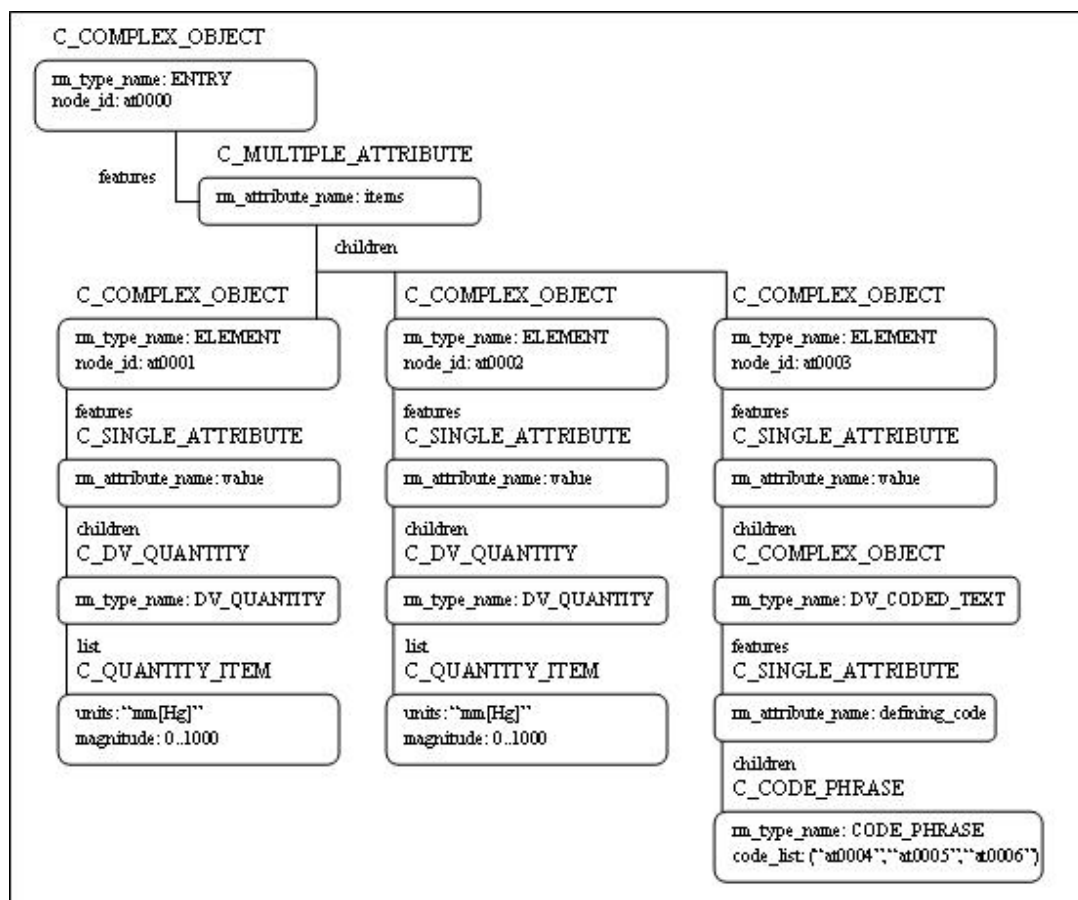 C_COMPLEX_OBJECT
rm_type_name: ENTRY
node_id: at0000
features
C_MULTIPLE_ATTRIBUTE
rm_attribute_name: items
children
C_COMPLEX_OBJECT
rm_type_name: ELEMENT
node_id: at0001
features
C_SINGLE_ATTRIBUTE
rm_attribute_name: value
children
C_DV_QUANTITY
rm_type_name: DV_QUANTITY
list
C_QUANTITY_ITEM
units: “mm[Hg]”
magnitude: 0..1000
C_COMPLEX_OBJECT
rm_type_name: ELEMENT
node_id: at0002
features
C_SINGLE_ATTRIBUTE
rm_attribute_name: value
children
C_DV_QUANTITY
rm_type_name: DV_QUANTITY
list
C_QUANTITY_ITEM
units: “mm[Hg]”
magnitude: 0..1000
C_COMPLEX_OBJECT
rm_type_name: ELEMENT
node_id: at0003
features
C_SINGLE_ATTRIBUTE
rm_attribute_name: value
children
C_COMPLEX_OBJECT
rm_type_name: DV_CODED_TEXT
features
C_SINGLE_ATTRIBUTE
rm_attribute_name: defining_code
children
C_CODE_PHRASE
rm_type_name: CODE_PHRASE
code_list: (“at0004”,“at0005”,“at0006”)